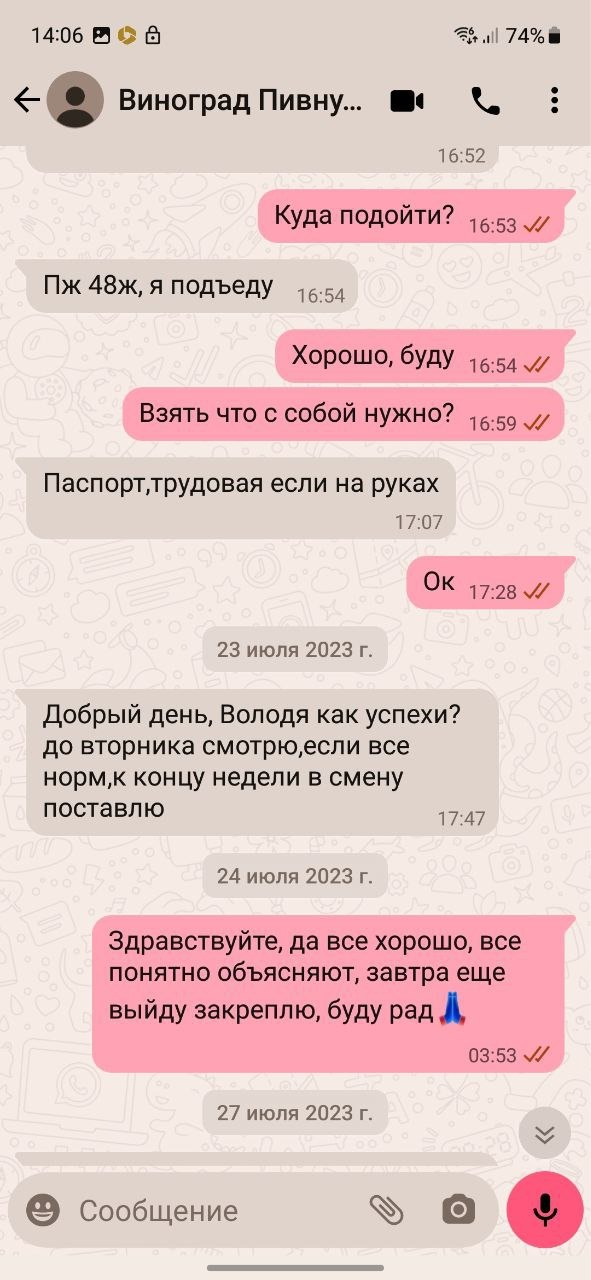 14:06
74%
Виноград Пивну...
16:52
Куда подойти? 16:53
Пж 48ж, я подъеду 16:54
Хорошо, буду 16:54
Взять что с собой нужно? 16:59
Паспорт,трудовая если на руках
17:07
Ок 17:28
23 июля 2023 г.
Добрый день, Володя как успехи?
до вторника смотрю,если все
норм,к концу недели в смену
поставлю
17:47
24 июля 2023 г.
Здравствуйте, да все хорошо, все
понятно объясняют, завтра еще
выйду закреплю, буду рад🙏
03:53
27 июля 2023 г.
Сообщение